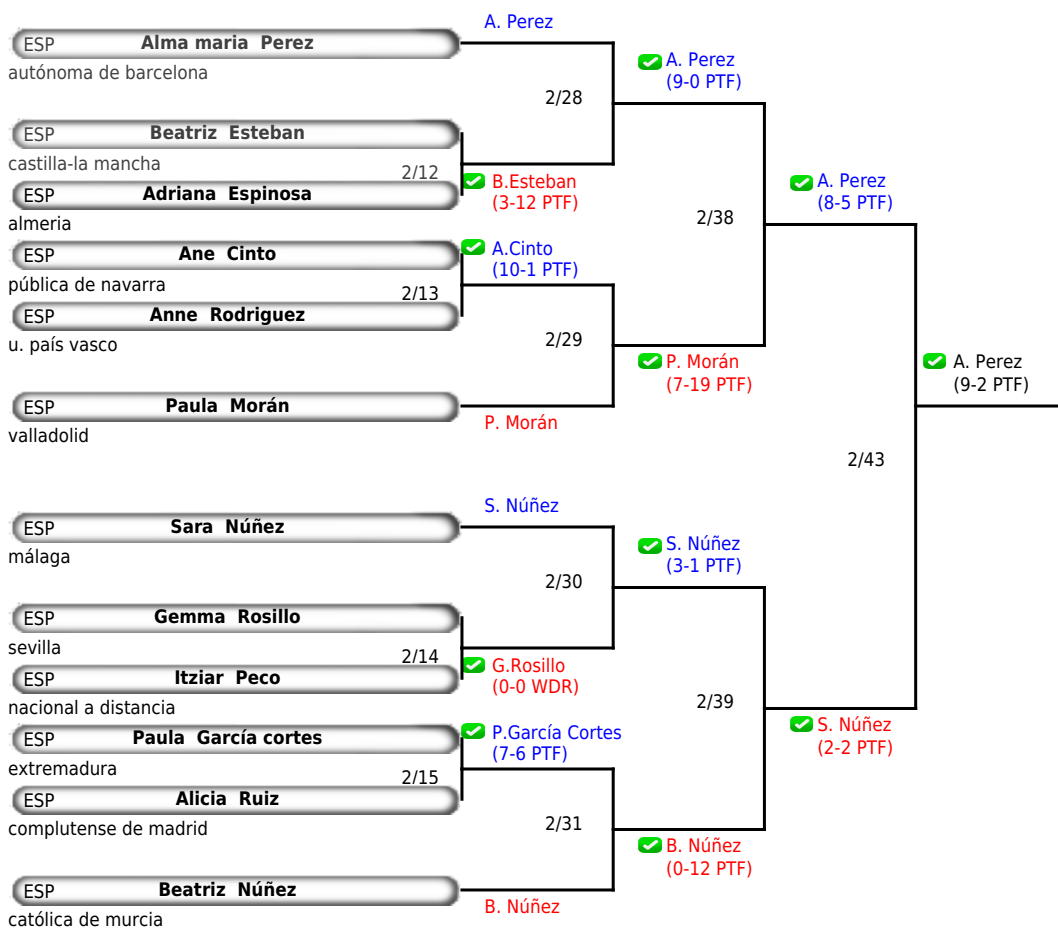 A. Perez
ESP Alma maria Perez
autónoma de barcelona
A. Perez
(9-0 PTF)
2/28
ESP Beatriz Esteban
castilla-la mancha
2/12
B.Esteban
(3-12 PTF)
ESP Adriana Espinosa
almeria
A. Perez
(8-5 PTF)
2/38
ESP Ane Cinto
pública de navarra
A.Cinto
(10-1 PTF)
2/13
ESP Anne Rodriguez
u. país vasco
2/29
P. Morán
(7-19 PTF)
A. Perez
(9-2 PTF)
ESP Paula Morán
valladolid
P. Morán
2/43
S. Núñez
ESP Sara Núñez
málaga
S. Núñez
(3-1 PTF)
2/30
ESP Gemma Rosillo
sevilla
2/14
G.Rosillo
(0-0 WDR)
ESP Itziar Peco
nacional a distancia
2/39
S. Núñez
(2-2 PTF)
ESP Paula García cortes
extremadura
P.García Cortes
(7-6 PTF)
2/15
ESP Alicia Ruiz
complutense de madrid
2/31
B. Núñez
(0-12 PTF)
ESP Beatriz Núñez
católica de murcia
B. Núñez